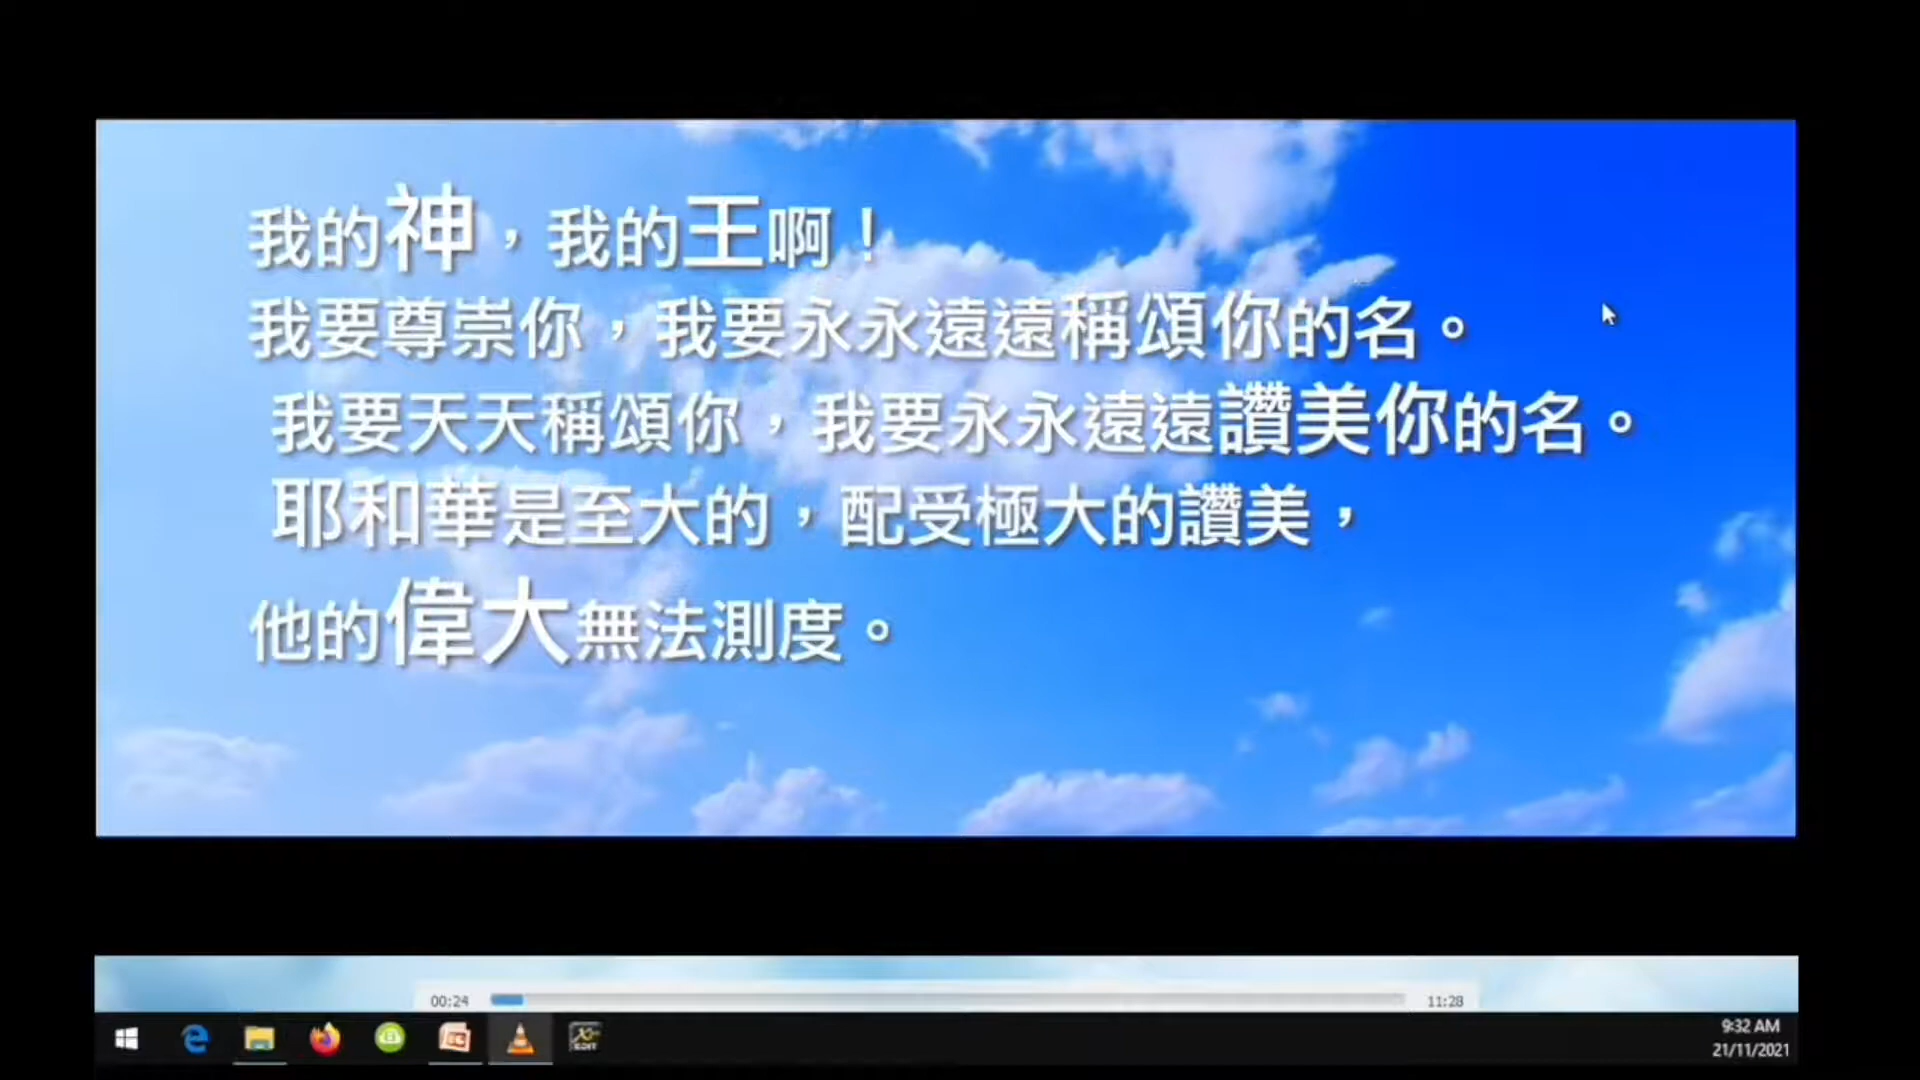 我的神，我的王啊！
我要尊崇你，我要永永遠遠稱頌你的名。
我要天天稱頌你，我要永永遠遠讚美你的名。
耶和華是至大的，配受極大的讚美，
他的偉大無法測度。
00:24
11:28
9:32 AM
21/11/2021